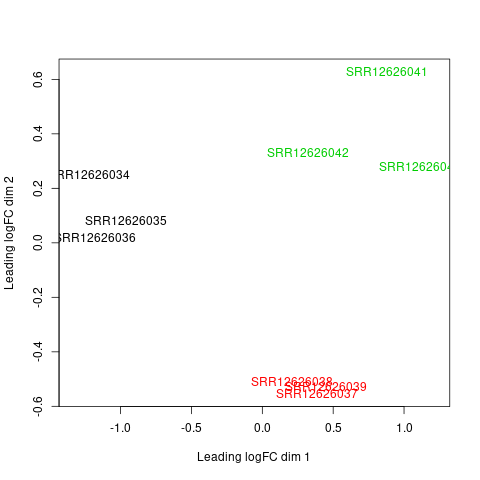 SRR12626041
SRR12626042
SRR1262604
RR12626034
SRR12626035
SRR12626036
SRR12626038
SRR12626039
SRR12626037
Leading logFC dim 2
0.6
0.4
0.2
0.0
-0.2
-0.4
-0.6
-1.0 -0.5 0.0 0.5 1.0
Leading logFC dim 1